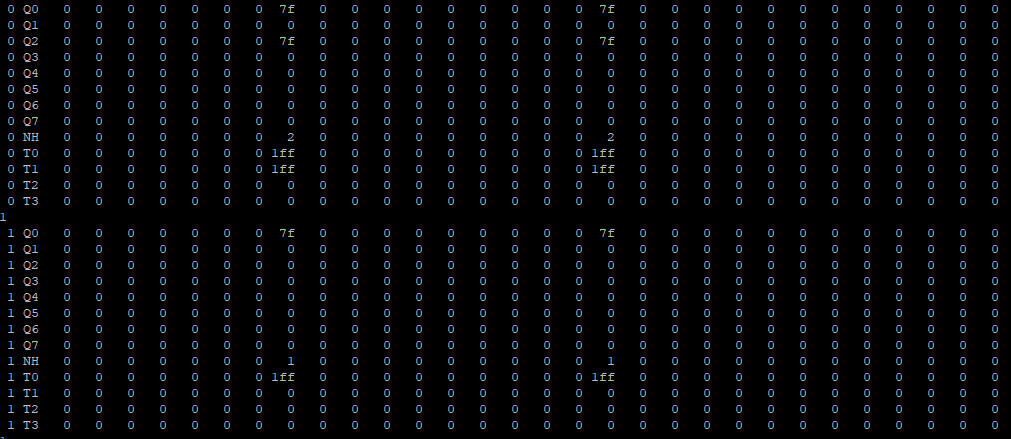 0 Q0 0 0 0 0 0 0 0 7f 0 0 0 0 0 0 0 0 0 7f 0 0 0 0 0 0 0 0 0 0 0 0
0 Q1 0 0 0 0 0 0 0 0 0 0 0 0 0 0 0 0 0 0 0 0 0 0 0 0 0 0 0 0 0 0
0 Q2 0 0 0 0 0 0 0 7f 0 0 0 0 0 0 0 0 0 7f 0 0 0 0 0 0 0 0 0 0 0 0
0 Q3 0 0 0 0 0 0 0 0 0 0 0 0 0 0 0 0 0 0 0 0 0 0 0 0 0 0 0 0 0 0
0 Q4 0 0 0 0 0 0 0 0 0 0 0 0 0 0 0 0 0 0 0 0 0 0 0 0 0 0 0 0 0 0
0 Q5 0 0 0 0 0 0 0 0 0 0 0 0 0 0 0 0 0 0 0 0 0 0 0 0 0 0 0 0 0 0
0 Q6 0 0 0 0 0 0 0 0 0 0 0 0 0 0 0 0 0 0 0 0 0 0 0 0 0 0 0 0 0 0
0 Q7 0 0 0 0 0 0 0 0 0 0 0 0 0 0 0 0 0 0 0 0 0 0 0 0 0 0 0 0 0 0
0 NH 0 0 0 0 0 0 0 2 0 0 0 0 0 0 0 0 0 2 0 0 0 0 0 0 0 0 0 0 0 0
0 T0 0 0 0 0 0 0 0 1ff 0 0 0 0 0 0 0 0 0 1ff 0 0 0 0 0 0 0 0 0 0 0 0
0 T1 0 0 0 0 0 0 0 1ff 0 0 0 0 0 0 0 0 0 1ff 0 0 0 0 0 0 0 0 0 0 0 0
0 T2 0 0 0 0 0 0 0 0 0 0 0 0 0 0 0 0 0 0 0 0 0 0 0 0 0 0 0 0 0 0
0 T3 0 0 0 0 0 0 0 0 0 0 0 0 0 0 0 0 0 0 0 0 0 0 0 0 0 0 0 0 0 0
1
1 Q0 0 0 0 0 0 0 0 7f 0 0 0 0 0 0 0 0 0 7f 0 0 0 0 0 0 0 0 0 0 0 0
1 Q1 0 0 0 0 0 0 0 0 0 0 0 0 0 0 0 0 0 0 0 0 0 0 0 0 0 0 0 0 0 0
1 Q2 0 0 0 0 0 0 0 0 0 0 0 0 0 0 0 0 0 0 0 0 0 0 0 0 0 0 0 0 0 0
1 Q3 0 0 0 0 0 0 0 0 0 0 0 0 0 0 0 0 0 0 0 0 0 0 0 0 0 0 0 0 0 0
1 Q4 0 0 0 0 0 0 0 0 0 0 0 0 0 0 0 0 0 0 0 0 0 0 0 0 0 0 0 0 0 0
1 Q5 0 0 0 0 0 0 0 0 0 0 0 0 0 0 0 0 0 0 0 0 0 0 0 0 0 0 0 0 0 0
1 Q6 0 0 0 0 0 0 0 0 0 0 0 0 0 0 0 0 0 0 0 0 0 0 0 0 0 0 0 0 0 0
1 Q7 0 0 0 0 0 0 0 0 0 0 0 0 0 0 0 0 0 0 0 0 0 0 0 0 0 0 0 0 0 0
1 NH 0 0 0 0 0 0 0 1 0 0 0 0 0 0 0 0 0 1 0 0 0 0 0 0 0 0 0 0 0 0
1 T0 0 0 0 0 0 0 0 1ff 0 0 0 0 0 0 0 0 0 1ff 0 0 0 0 0 0 0 0 0 0 0 0
1 T1 0 0 0 0 0 0 0 0 0 0 0 0 0 0 0 0 0 0 0 0 0 0 0 0 0 0 0 0 0 0
1 T2 0 0 0 0 0 0 0 0 0 0 0 0 0 0 0 0 0 0 0 0 0 0 0 0 0 0 0 0 0 0
1 T3 0 0 0 0 0 0 0 0 0 0 0 0 0 0 0 0 0 0 0 0 0 0 0 0 0 0 0 0 0 0